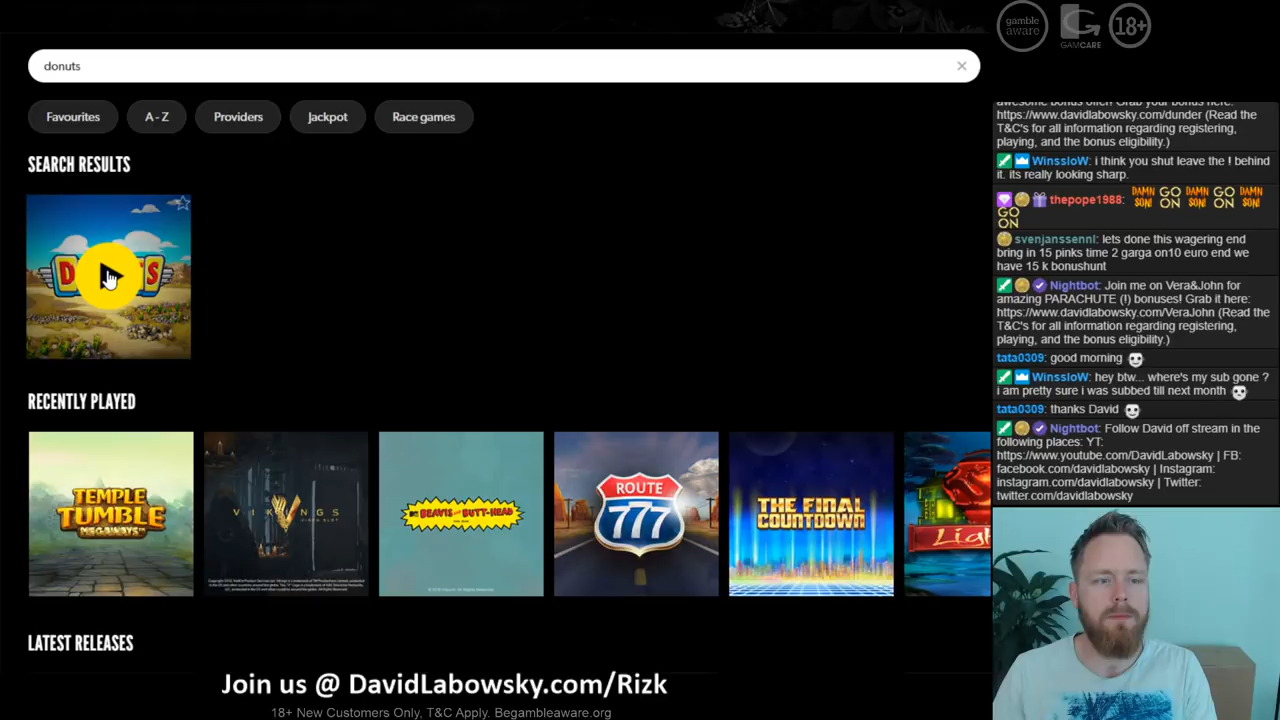 gamble
aware
GAMCARE
18+
donuts
Favourites
A - Z
Providers
Jackpot
Race games
SEARCH RESULTS
RECENTLY PLAYED
TEMPLE
TUMBLE
MEGAWAYS™
VIKINGS
BEAVIS AND BUTT-HEAD
ROUTE
777
THE FINAL
COUNTDOWN
Ligh
LATEST RELEASES
Join us @ DavidLabowsky.com/Rizk
18+ New Customers Only, T&C Apply. Begambleaware.org
awesome bonus offer! Grab your bonus here:
https://www.davidlabowsky.com/dunder (Read the
T&C's for all information regarding registering,
playing, and the bonus eligibility.)
WinssloW: i think you shut leave the ! behind
it. its really looking sharp.
thepope1988: DAMN SON! GO ON DAMN SON! GO ON DAMN SON!
GO ON
svenjanssennl: lets done this wagering end
bring in 15 pinks time 2 garga on10 euro end we
have 15 k bonushunt
Nightbot: Join me on Vera&John for
amazing PARACHUTE (!) bonuses! Grab it here:
https://www.davidlabowsky.com/VeraJohn (Read the
T&C's for all information regarding registering,
playing, and the bonus eligibility.)
tata0309: good morning
WinssloW: hey btw... where's my sub gone ?
i am pretty sure i was subbed till next month
tata0309: thanks David
Nightbot: Follow David off stream in the
following places: YT:
https://www.youtube.com/DavidLabowsky | FB:
facebook.com/davidlabowsky | Instagram:
instagram.com/davidlabowsky | Twitter:
twitter.com/davidlabowsky